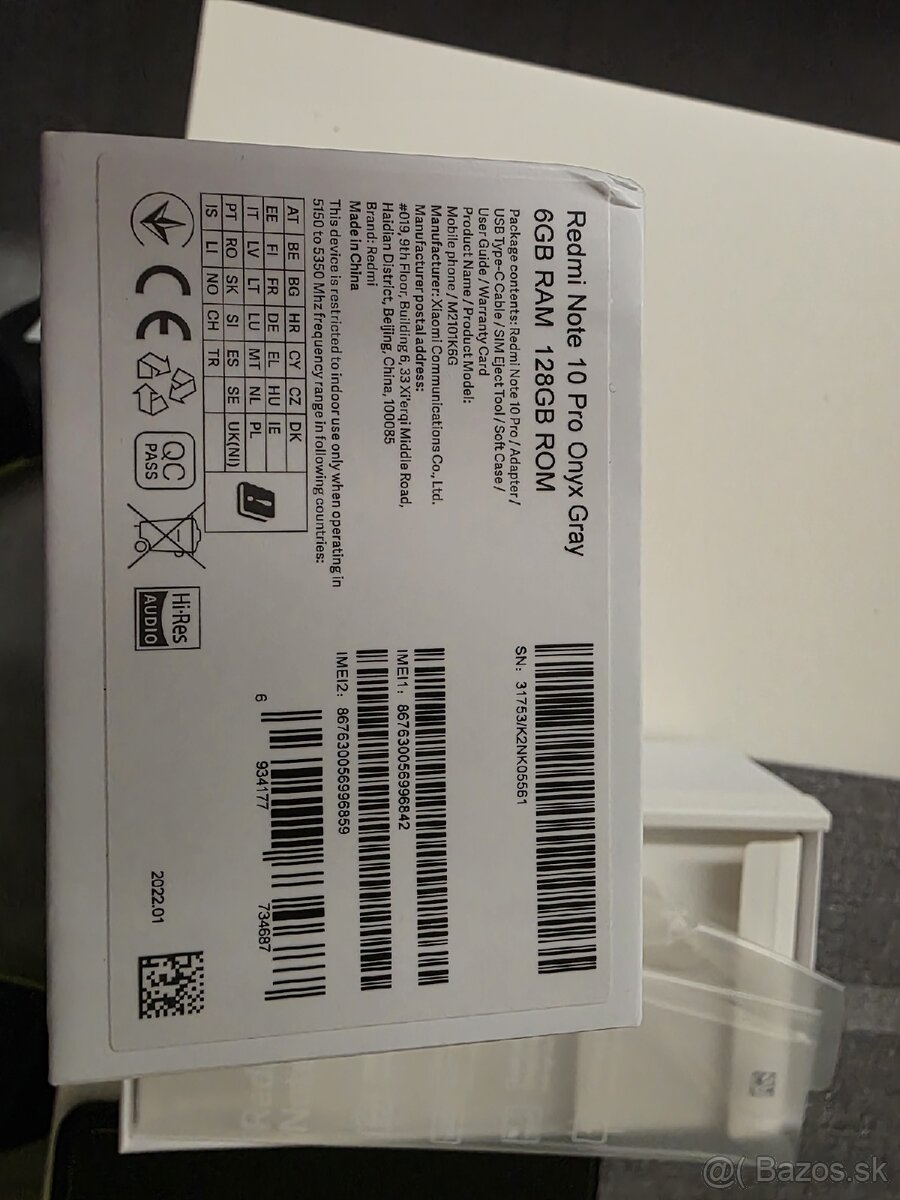 Redmi Note 10 Pro Onyx Gray
6GB RAM 128GB ROM
Package contents: Redmi Note 10 Pro / Adapter /
USB Type-C Cable / SIM Eject Tool / Soft Case /
User Guide / Warranty Card
Product Name / Product Model:
Mobile phone / M2101K6G
Manufacturer: Xiaomi Communications Co., Ltd.
Manufacturer postal address:
#019, 9th Floor, Building 6, 33 Xi'erqi Middle Road,
Haidian District, Beijing, China, 100085
Brand: Redmi
Made in China
This device is restricted to indoor use only when operating in
5150 to 5350 Mhz frequency range in following countries:
AT BE BG HR CY CZ DK
EE FI FR DE EL HU IE
IT LV LT LU MT NL PL
PT RO SK SI ES SE UK(NI)
IS LI NO CH TR
CE
QC
PASS
Hi-Res
AUDIO
SN: 31753/K2NK05561
IMEI1: 867630056996842
IMEI2: 867630056996859
6 934177 734687
2022.01
@( Bazos.sk